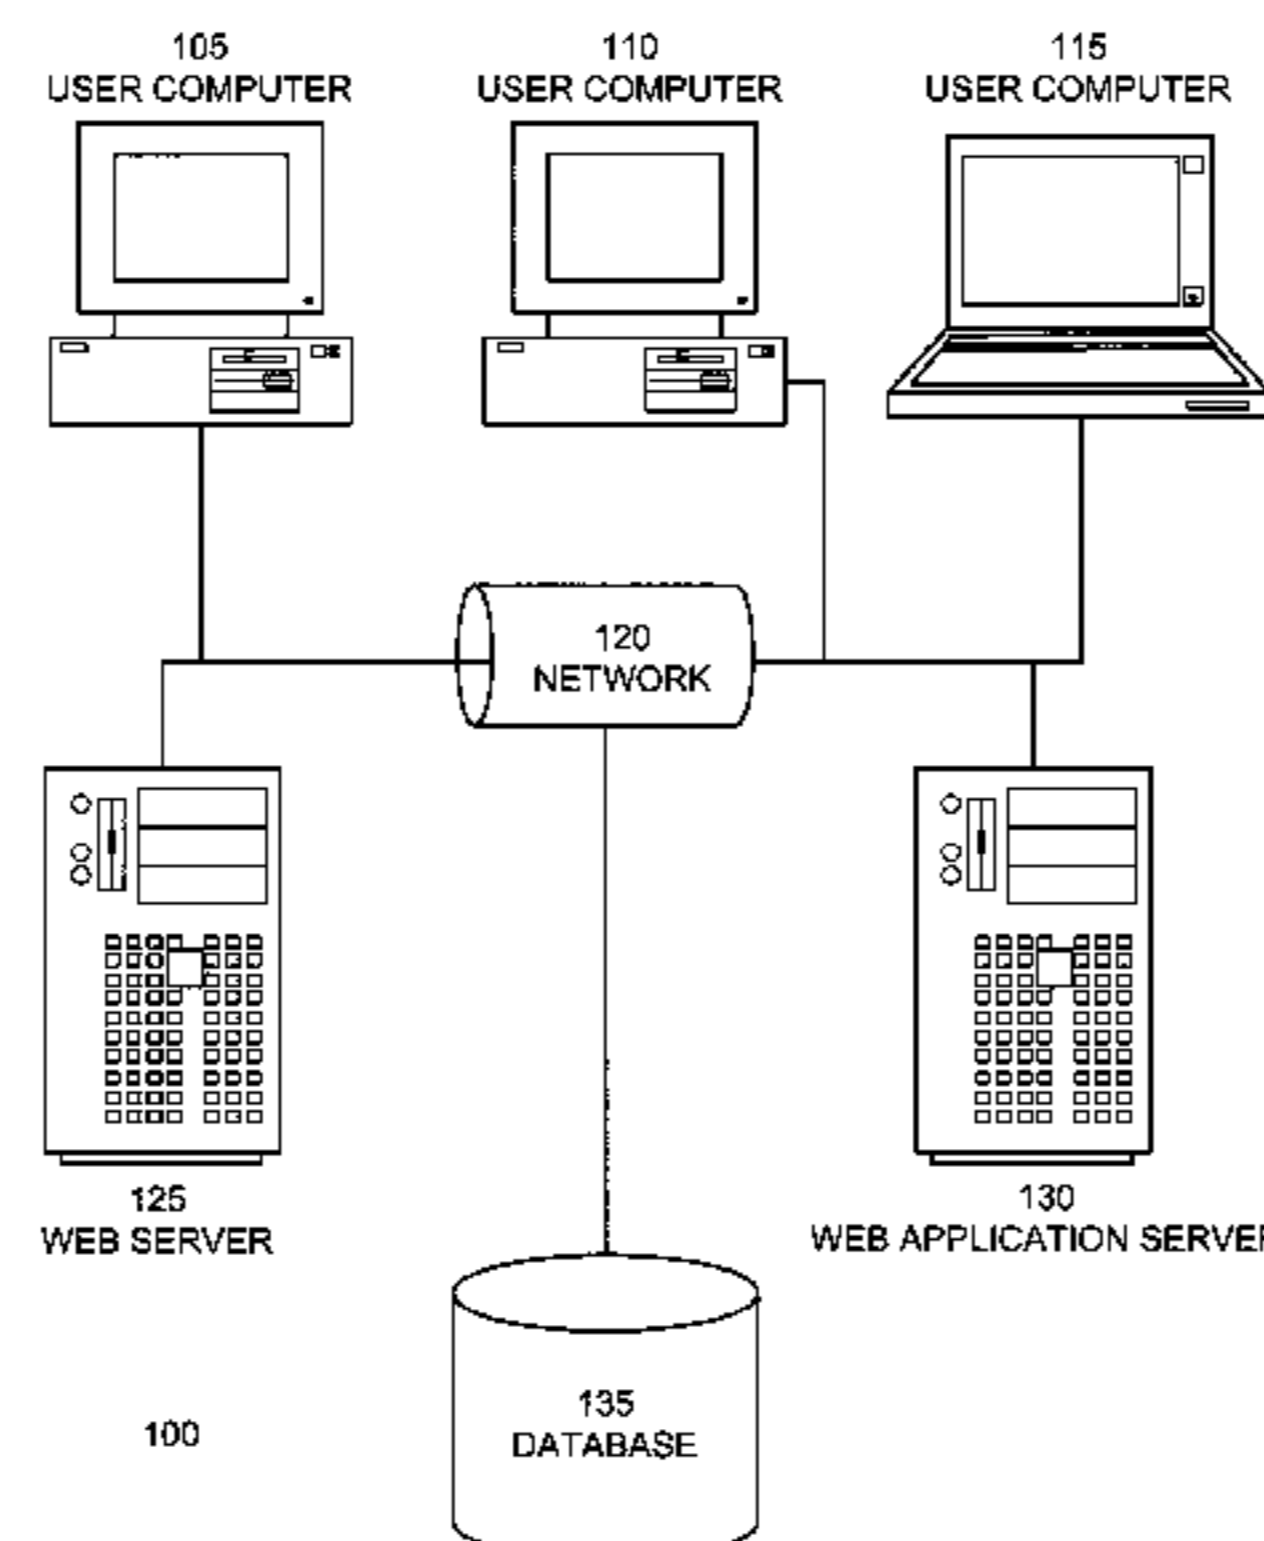 105
USER COMPUTER
110
USER COMPUTER
115
USER COMPUTER
120
NETWORK
125
WEB SERVER
130
WEB APPLICATION SERVER
135
DATABASE
100